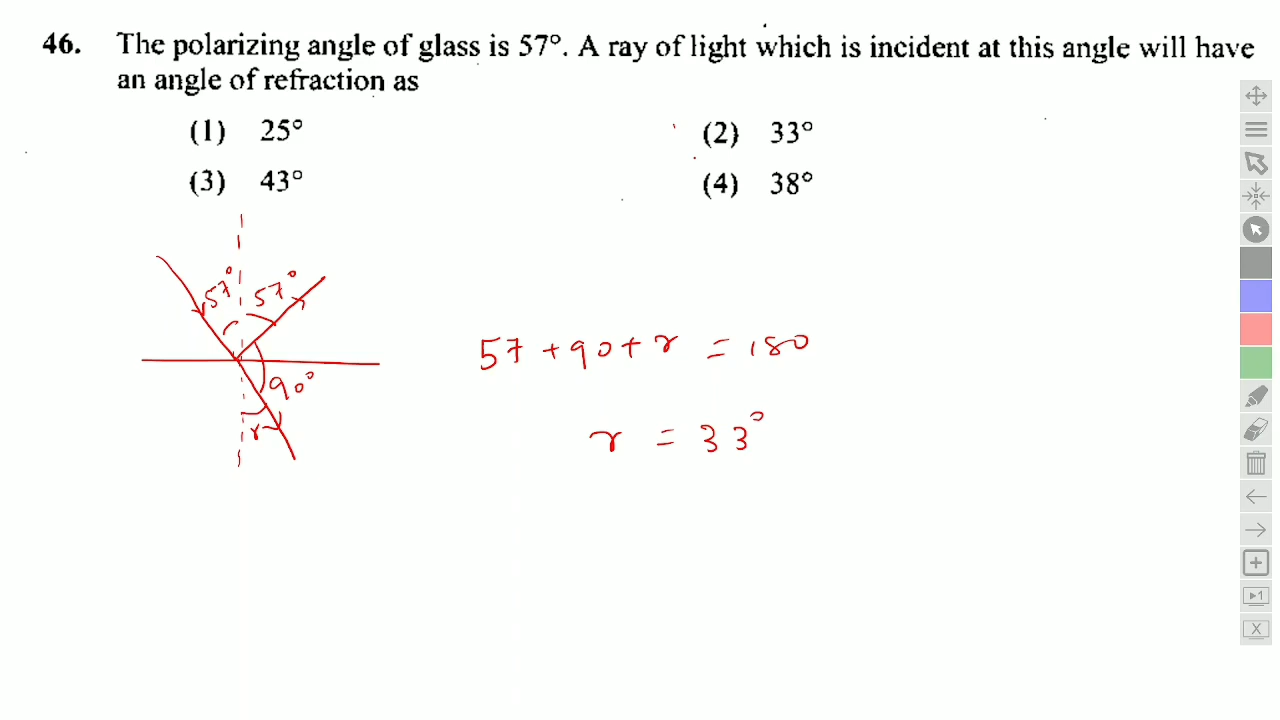 46. The polarizing angle of glass is 57°. A ray of light which is incident at this angle will have
an angle of refraction as
(1) 25° (2) 33°
(3) 43° (4) 38°
57° 57°
57 + 90 + r = 180
90°
r
r = 33°
▶1
X